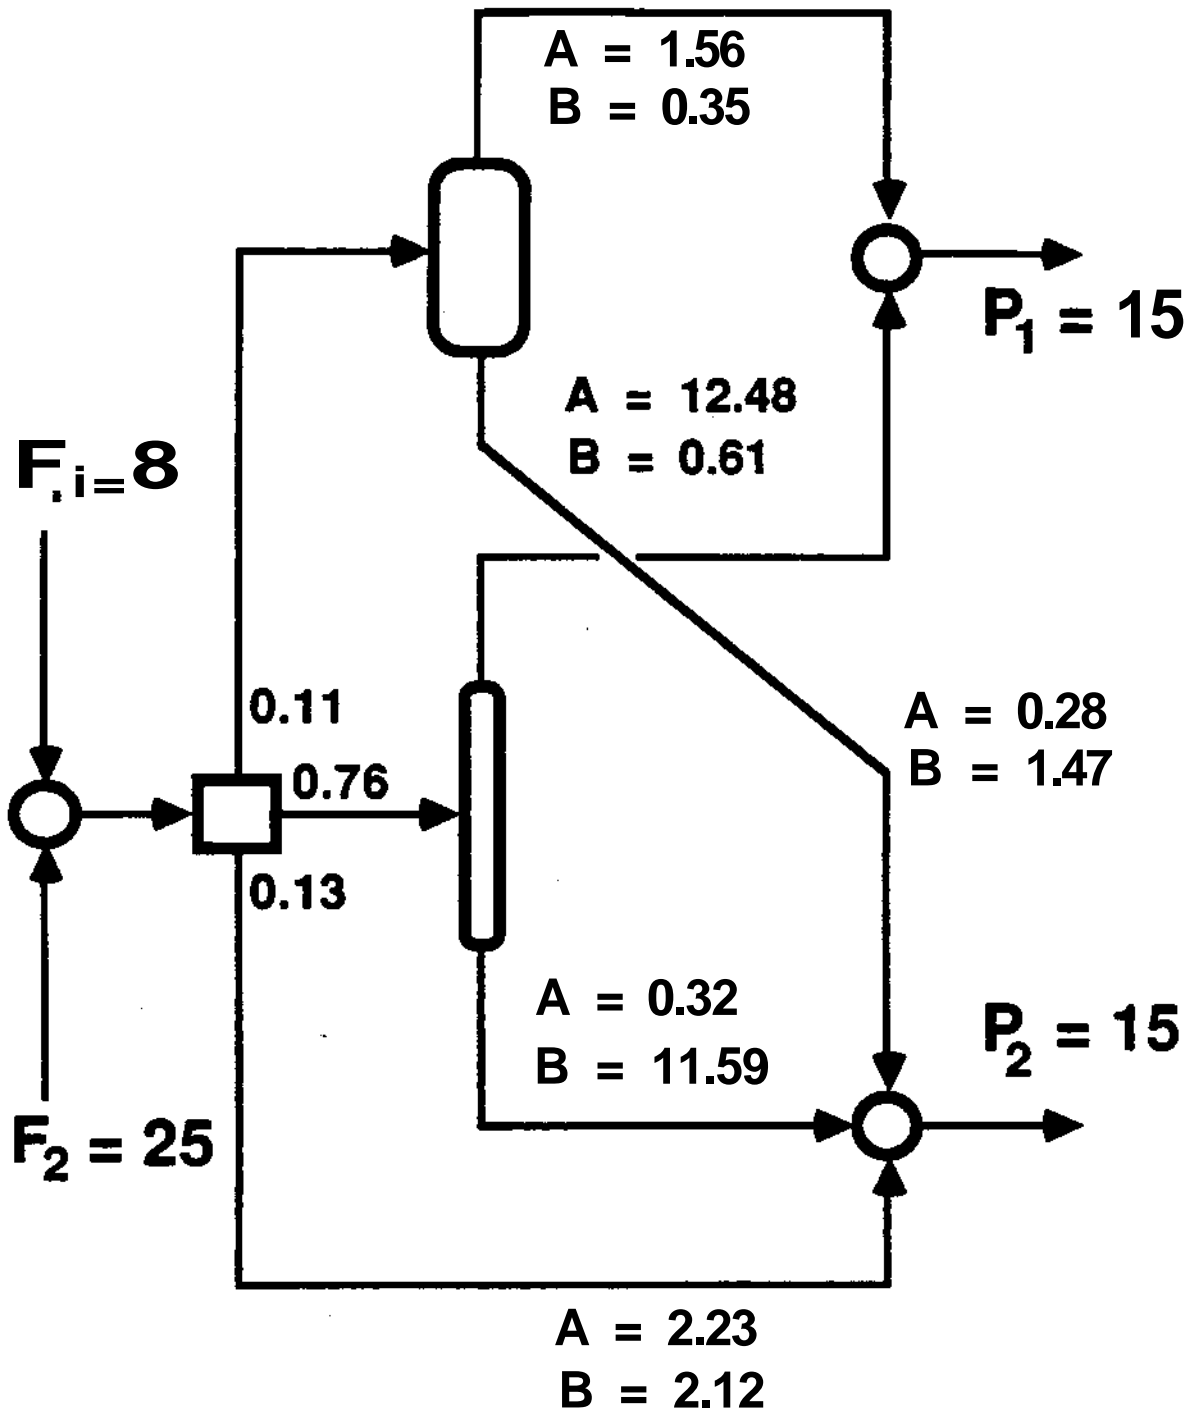 A = 1.56
B = 0.35
P1 = 15
A = 12.48
B = 0.61
F.i=8
0.11
A = 0.28
B = 1.47
0.76
0.13
A = 0.32
B = 11.59
P2 = 15
F2 = 25
A = 2.23
B = 2.12